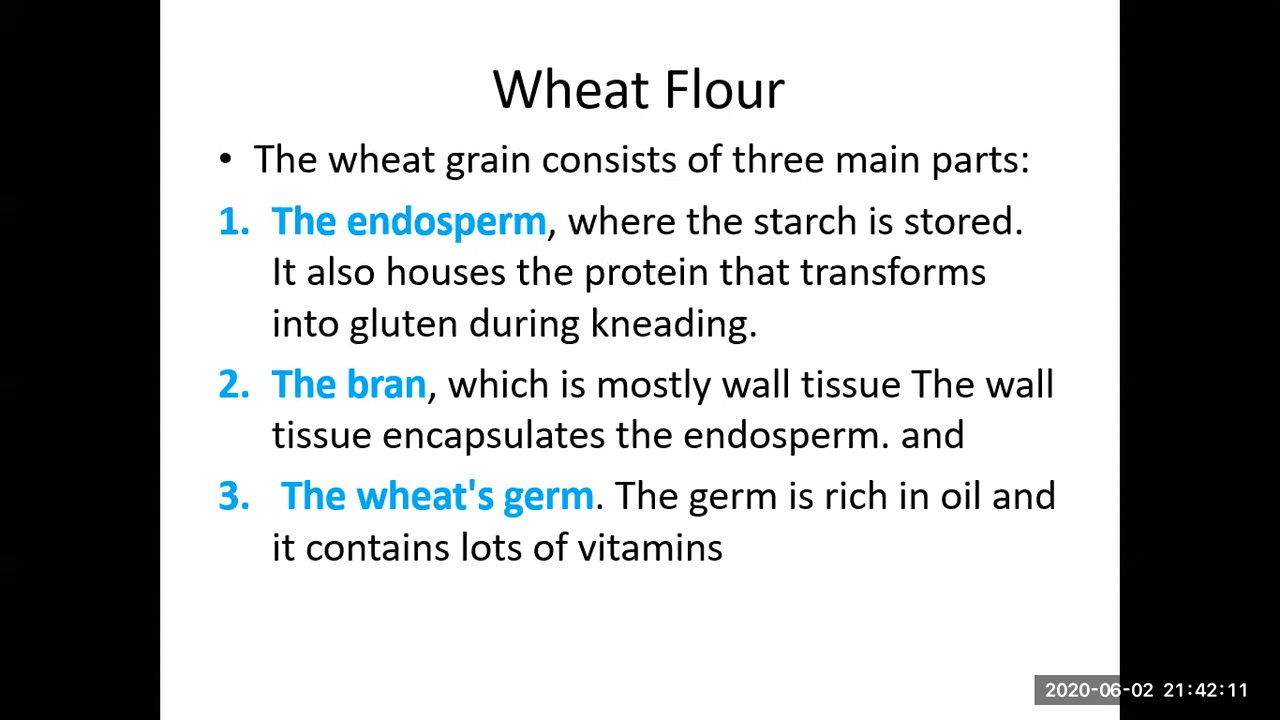 Wheat Flour
• The wheat grain consists of three main parts:
1. The endosperm, where the starch is stored.
It also houses the protein that transforms
into gluten during kneading.
2. The bran, which is mostly wall tissue The wall
tissue encapsulates the endosperm. and
3. The wheat's germ. The germ is rich in oil and
it contains lots of vitamins
2020-06-02 21:42:11